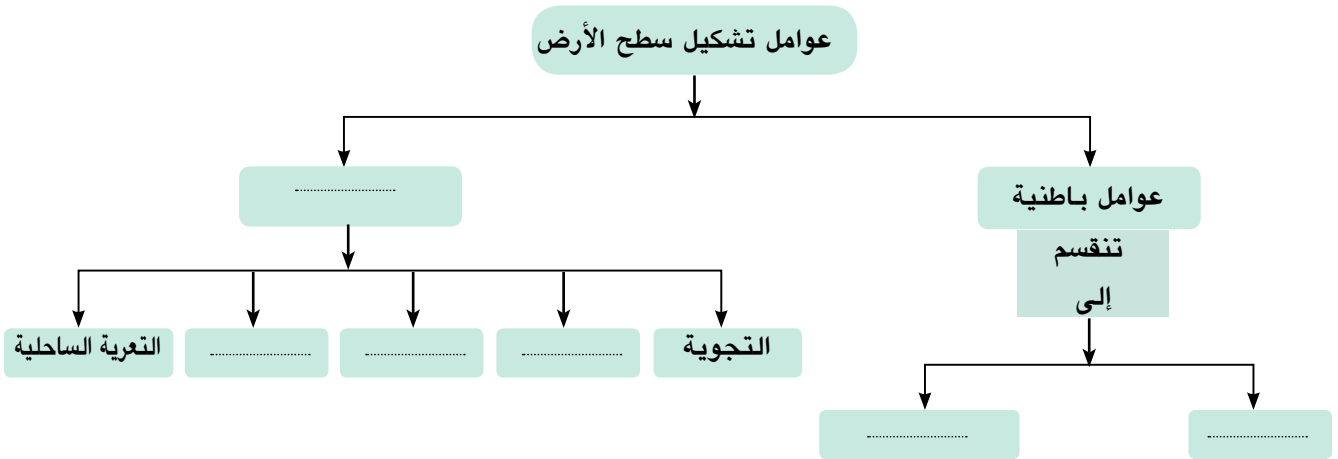 عوامل تشكيل سطح الأرض
عوامل باطنية
تنقسم
إلى
التجوية
التعرية الساحلية